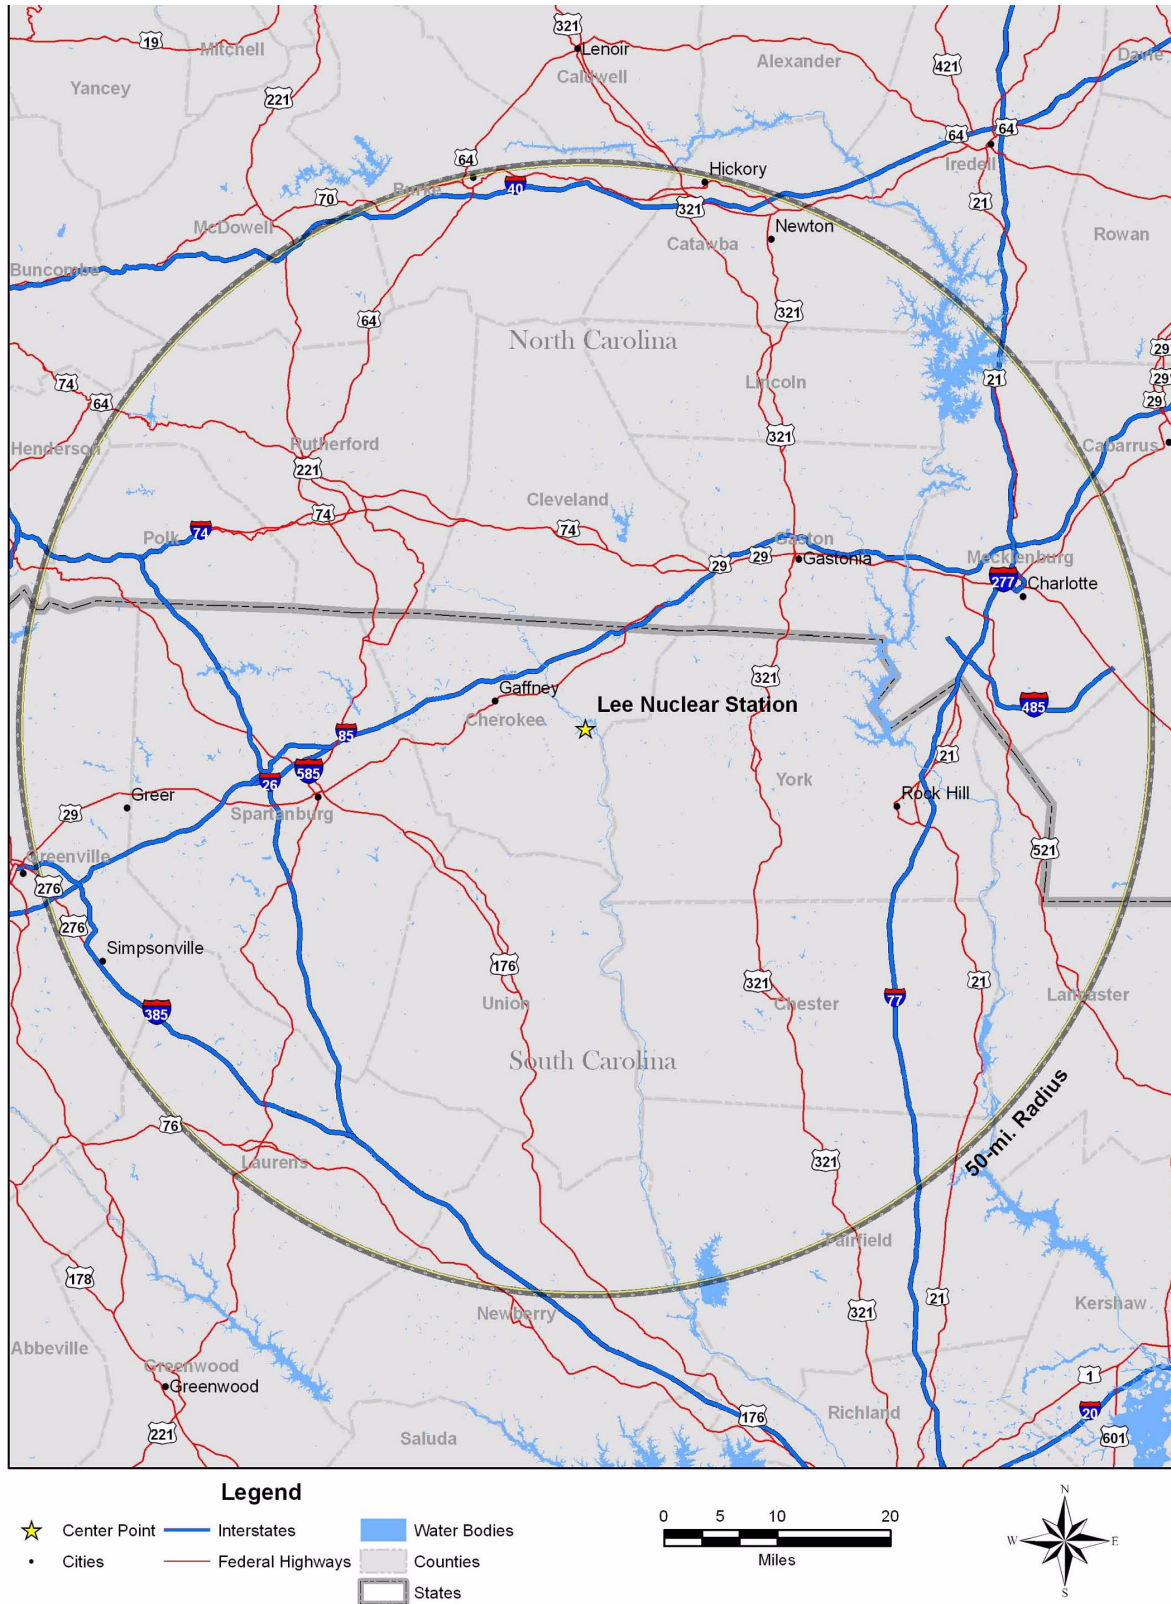 321
19
Mitchell
Lenoir
Davie
Alexander
421
Caldwell
Yancey
221
64
64
64
Hickory
Iredell
Burke
40
70
321
21
McDowell
Newton
Rowan
Catawba
Buncombe
321
64
North Carolina
29
21
29
74
Lincoln
64
29
321
Henderson
Rutherford
Cabarrus
221
Cleveland
74
74
74
Polk
Gaston
Mecklenburg
29
29
Gastonia
277
Charlotte
321
Gaffney
Lee Nuclear Station
485
Cherokee
85
21
585
26
York
Greer
Rock Hill
29
Spartanburg
521
Greenville
276
276
Simpsonville
176
321
21
77
Union
Chester
Lancaster
385
South Carolina
50-mi. Radius
76
Laurens
321
Fairfield
178
21
Kershaw
Newberry
321
Abbeville
Greenwood
Greenwood
1
20
176
Richland
221
Saluda
601
Legend
Center Point
Interstates
Water Bodies
Cities
Federal Highways
Counties
States
0 5 10 20
Miles
N
W E
S